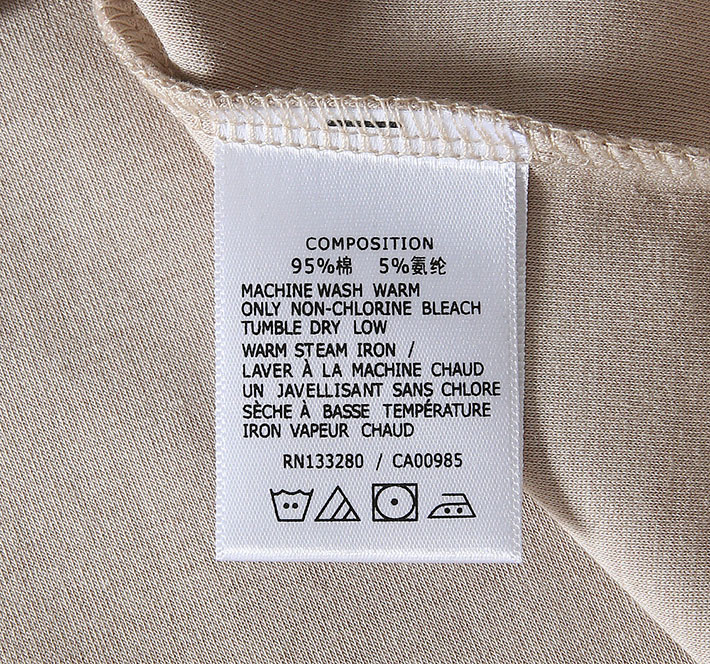 COMPOSITION
95%棉 5%氨纶
MACHINE WASH WARM
ONLY NON-CHLORINE BLEACH
TUMBLE DRY LOW
WARM STEAM IRON /
LAVER À LA MACHINE CHAUD
UN JAVELLISANT SANS CHLORE
SÈCHE À BASSE TEMPÉRATURE
IRON VAPEUR CHAUD
RN133280 / CA00985